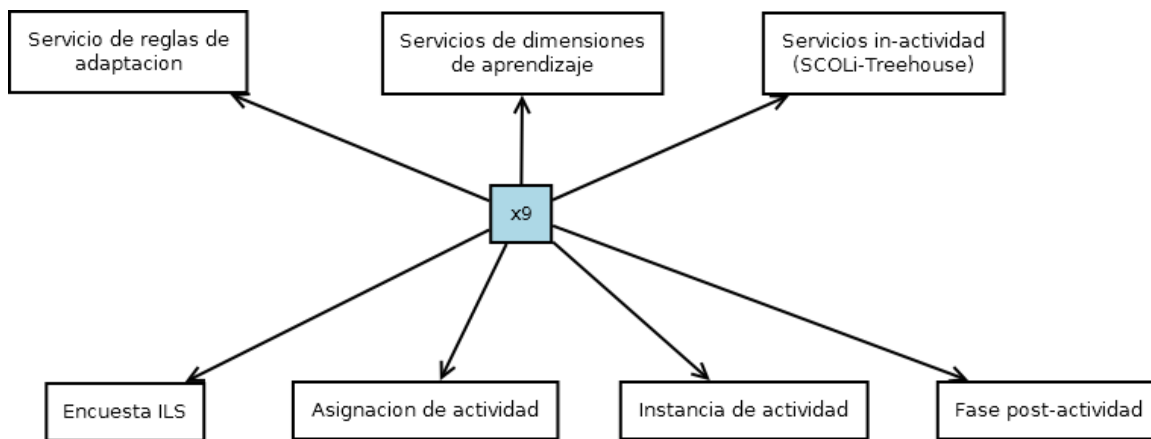 Servicio de reglas de
adaptacion
Servicios de dimensiones
de aprendizaje
Servicios in-actividad
(SCOLi-Treehouse)
x9
Encuesta ILS
Asignacion de actividad
Instancia de actividad
Fase post-actividad